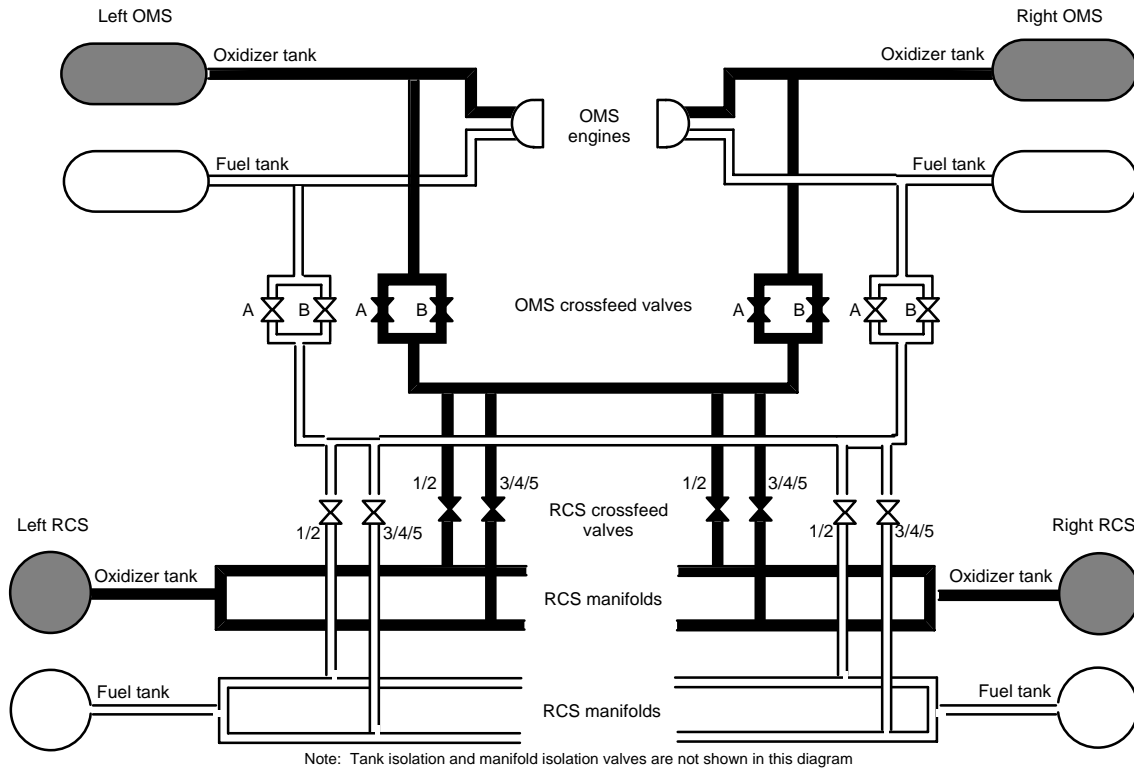 Left OMS
Right OMS
Oxidizer tank
Oxidizer tank
OMS
engines
Fuel tank
Fuel tank
A
B
A
B
OMS crossfeed valves
A
B
A
B
1/2
3/4/5
1/2
3/4/5
RCS crossfeed
valves
1/2
3/4/5
1/2
3/4/5
Left RCS
Right RCS
Oxidizer tank
Oxidizer tank
RCS manifolds
Fuel tank
Fuel tank
RCS manifolds
Note: Tank isolation and manifold isolation valves are not shown in this diagram